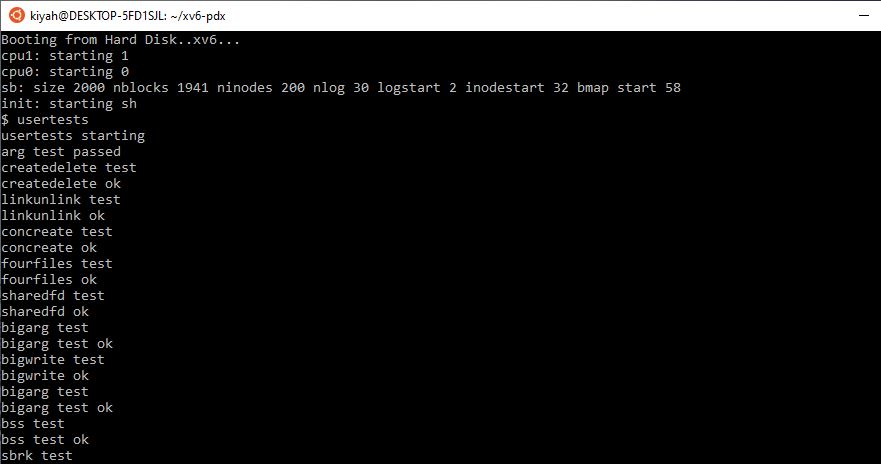 kiyah@DESKTOP-5FD1SJL: ~/xv6-pdx
Booting from Hard Disk..xv6...
cpu1: starting 1
cpu0: starting 0
sb: size 2000 nblocks 1941 ninodes 200 nlog 30 logstart 2 inodestart 32 bmap start 58
init: starting sh
$ usertests
usertests starting
arg test passed
createdelete test
createdelete ok
linkunlink test
linkunlink ok
concreate test
concreate ok
fourfiles test
fourfiles ok
sharedfd test
sharedfd ok
bigarg test
bigarg test ok
bigwrite test
bigwrite ok
bigarg test
bigarg test ok
bss test
bss test ok
sbrk test